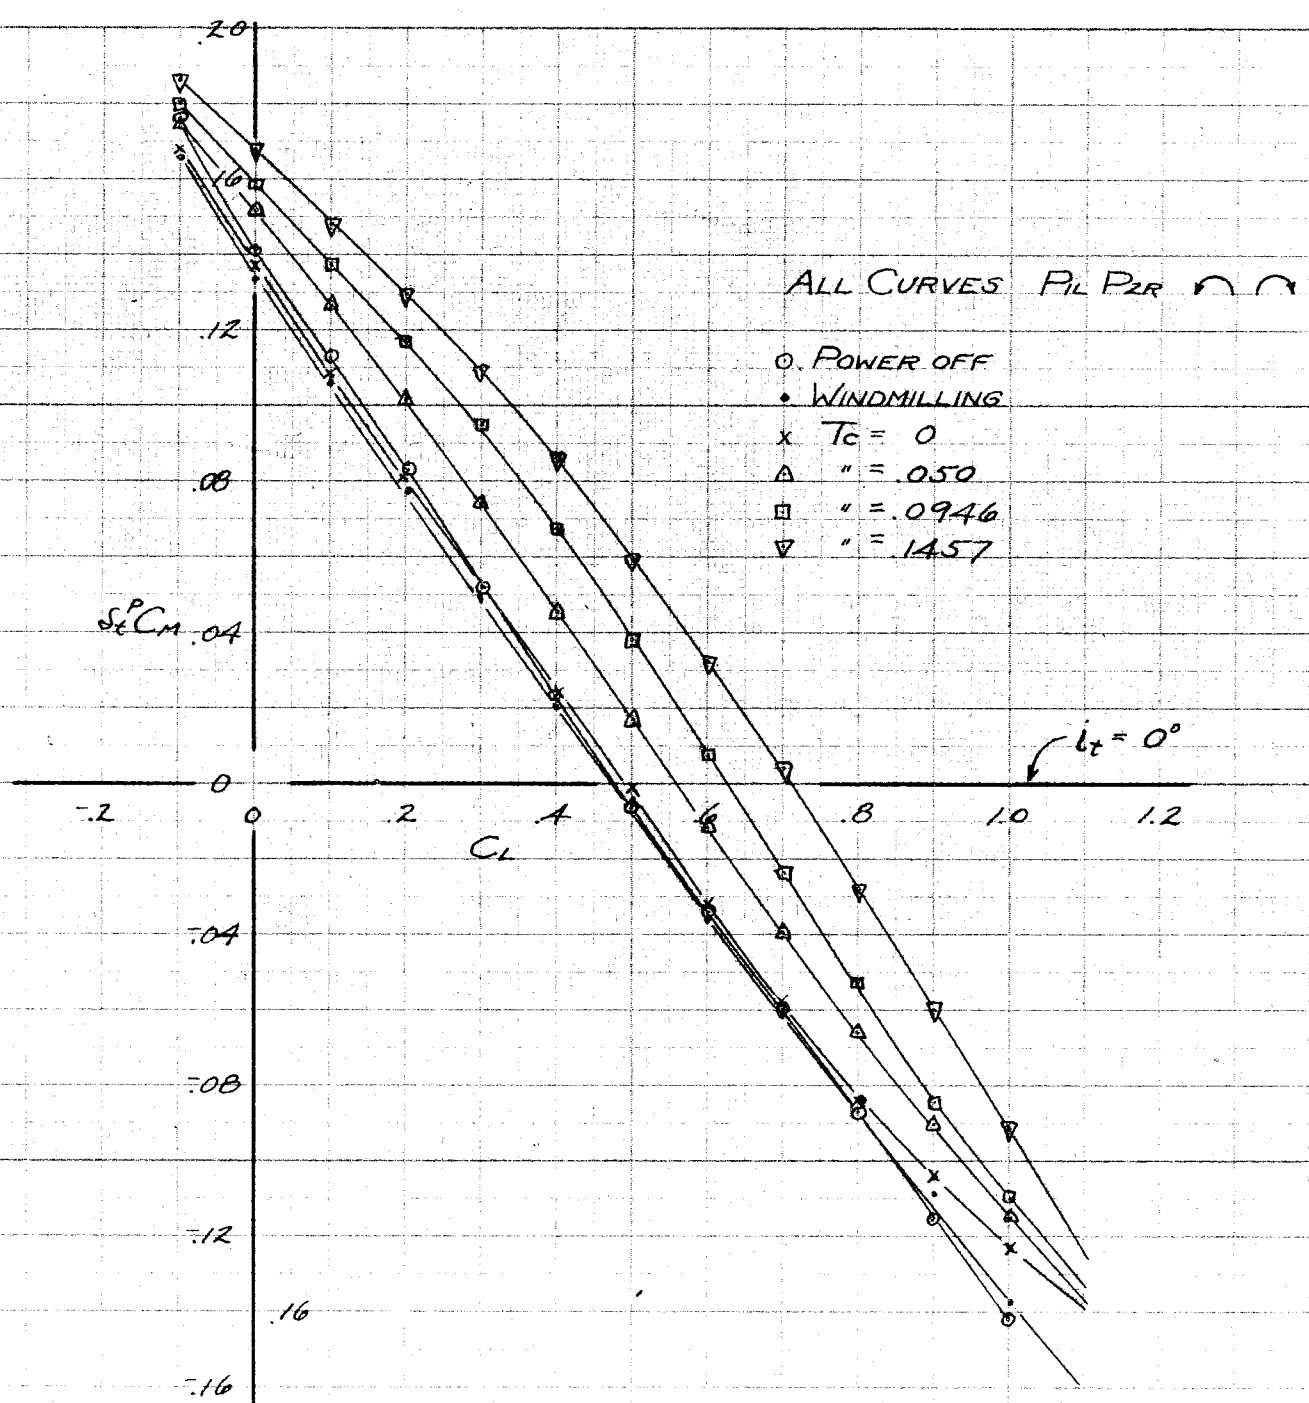 .20
.16
ALL CURVES P1L P2R
.12
POWER OFF
WINDMILLING
Tc = 0
" = .050
.08
" = .0946
" = .1457
δtᴾCM .04
it = 0°
0
-.2 0 .2 .4 .6 .8 1.0 1.2
CL
-.04
-.08
-.12
.16
-.16